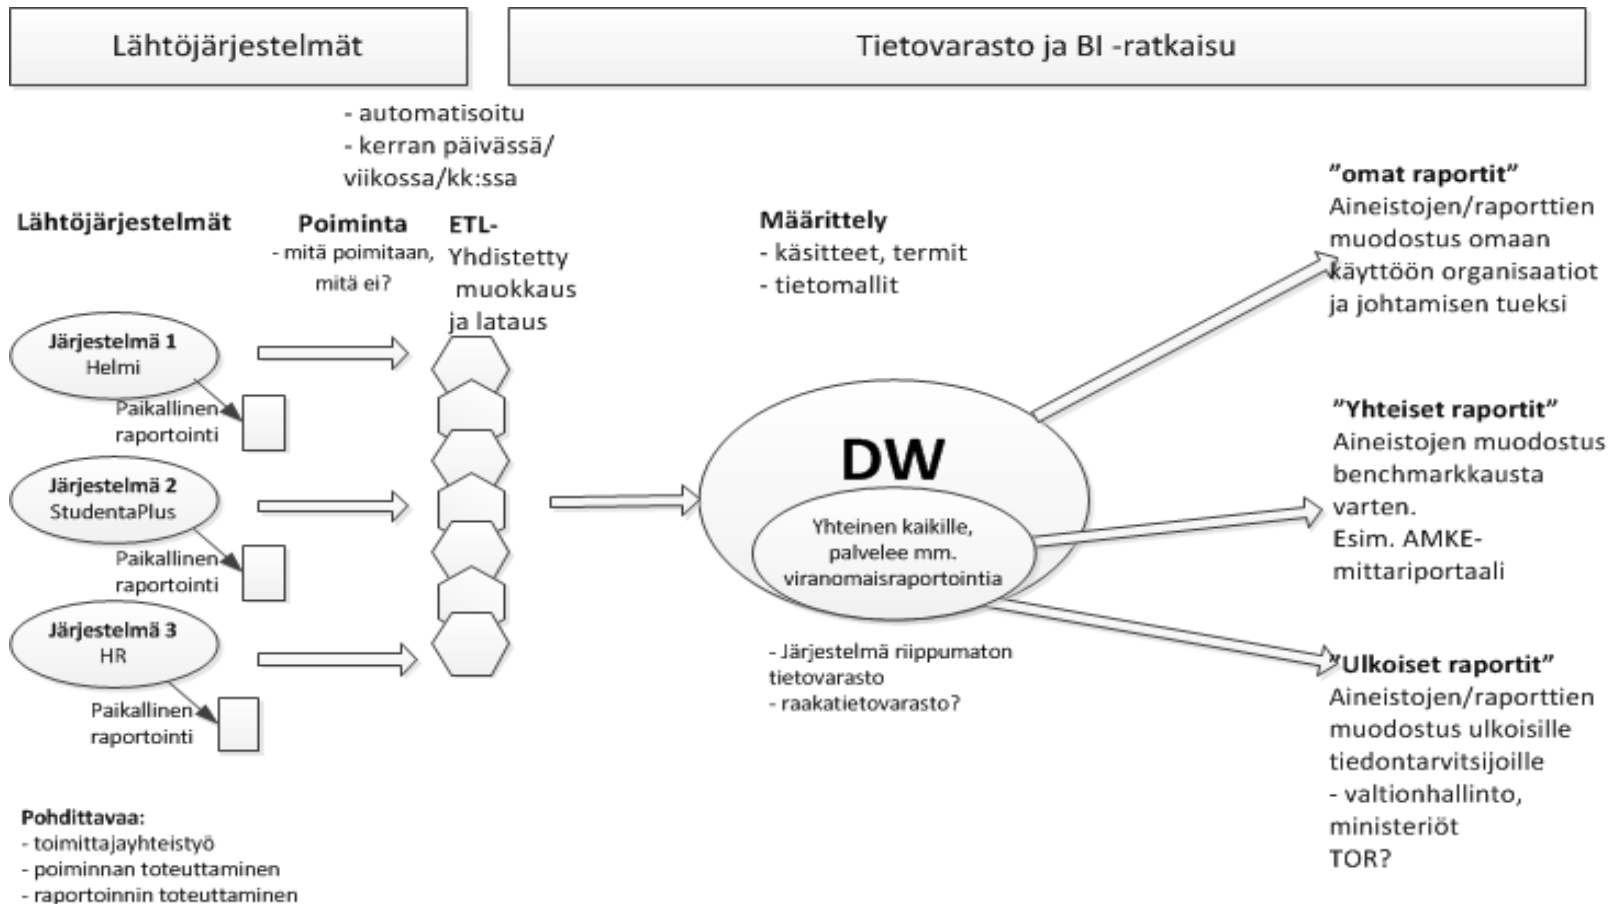 Lähtöjärjestelmät
Tietovarasto ja BI -ratkaisu
- automatisoitu
- kerran päivässä/
viikossa/kk:ssa
Lähtöjärjestelmät
Poiminta
- mitä poimitaan,
mitä ei?
ETL-
Yhdistetty
muokkaus
ja lataus
Määrittely
- käsitteet, termit
- tietomallit
Järjestelmä 1
Helmi
Paikallinen
raportointi
Järjestelmä 2
StudentaPlus
Paikallinen
raportointi
Järjestelmä 3
HR
Paikallinen
raportointi
DW
Yhteinen kaikille,
palvelee mm.
viranomaisraportointia
- Järjestelmä riippumaton
tietovarasto
- raakatietovarasto?
"omat raportit"
Aineistojen/raporttien
muodostus omaan
käyttöön organisaatiot
ja johtamisen tueksi
"Yhteiset raportit"
Aineistojen muodostus
benchmarkkausta
varten.
Esim. AMKE-
mittariportaali
"Ulkoiset raportit"
Aineistojen/raporttien
muodostus ulkoisille
tiedontarvitsijoille
- valtionhallinto,
ministeriöt
TOR?
Pohdittavaa:
- toimittajayhteistyö
- poiminnan toteuttaminen
- raportoinnin toteuttaminen